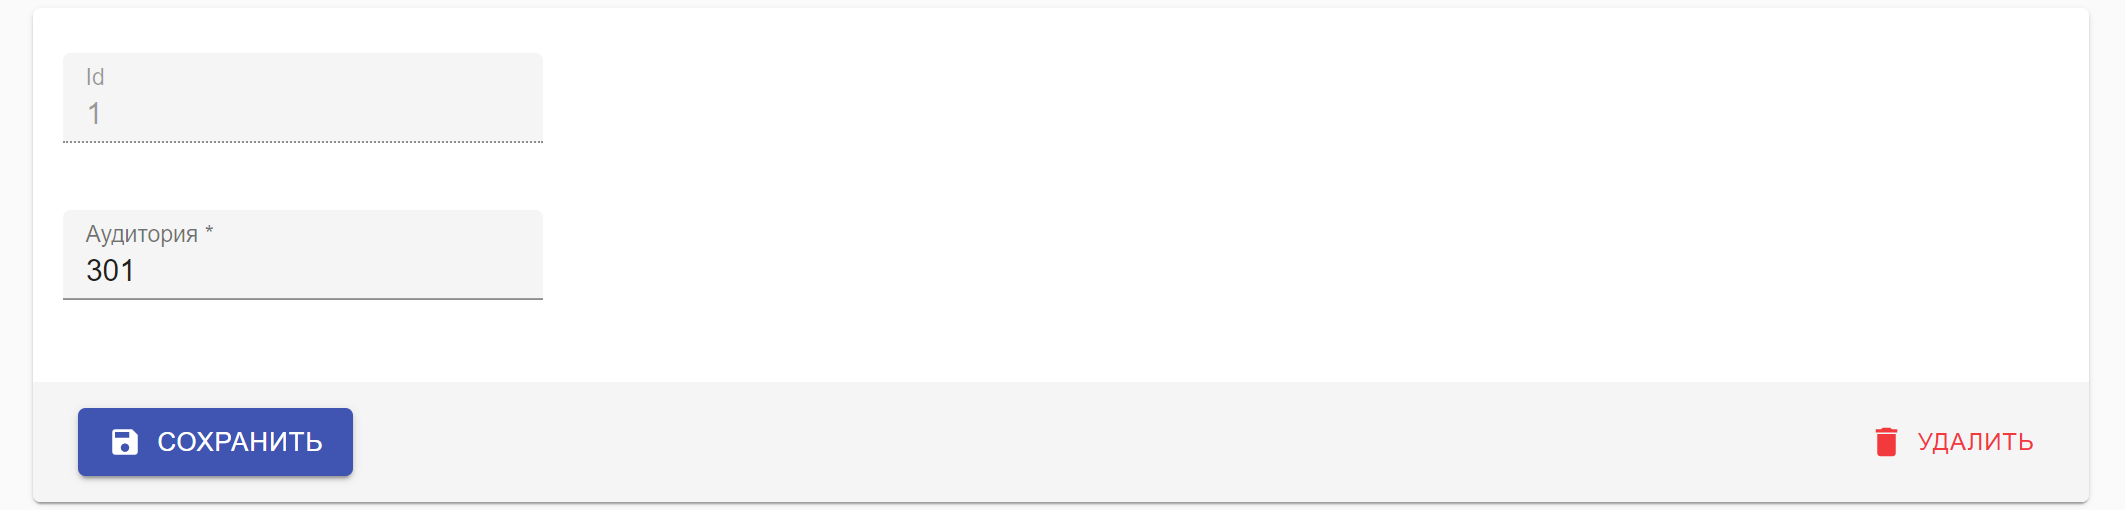 Id
1
Аудитория *
301
СОХРАНИТЬ
УДАЛИТЬ